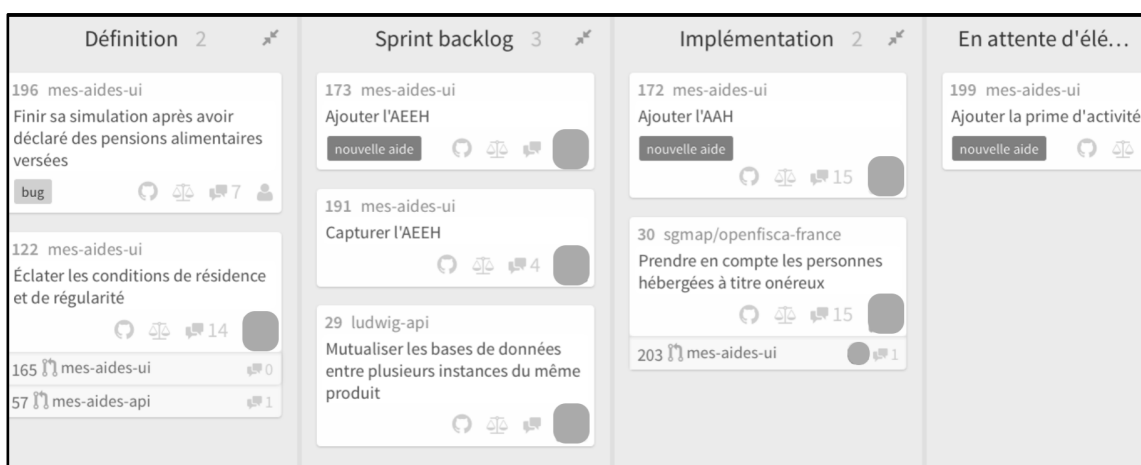 Définition 2
196 mes-aides-ui
Finir sa simulation après avoir
déclaré des pensions alimentaires
versées
bug 7
122 mes-aides-ui
Éclater les conditions de résidence
et de régularité
14
165 mes-aides-ui 0
57 mes-aides-api 1
Sprint backlog 3
173 mes-aides-ui
Ajouter l'AEEH
nouvelle aide
191 mes-aides-ui
Capturer l'AEEH
4
29 ludwig-api
Mutualiser les bases de données
entre plusieurs instances du même
produit
Implémentation 2
172 mes-aides-ui
Ajouter l'AAH
nouvelle aide
15
30 sgmap/openfisca-france
Prendre en compte les personnes
hébergées à titre onéreux
15
203 mes-aides-ui 1
En attente d'élé...
199 mes-aides-ui
Ajouter la prime d'activité
nouvelle aide